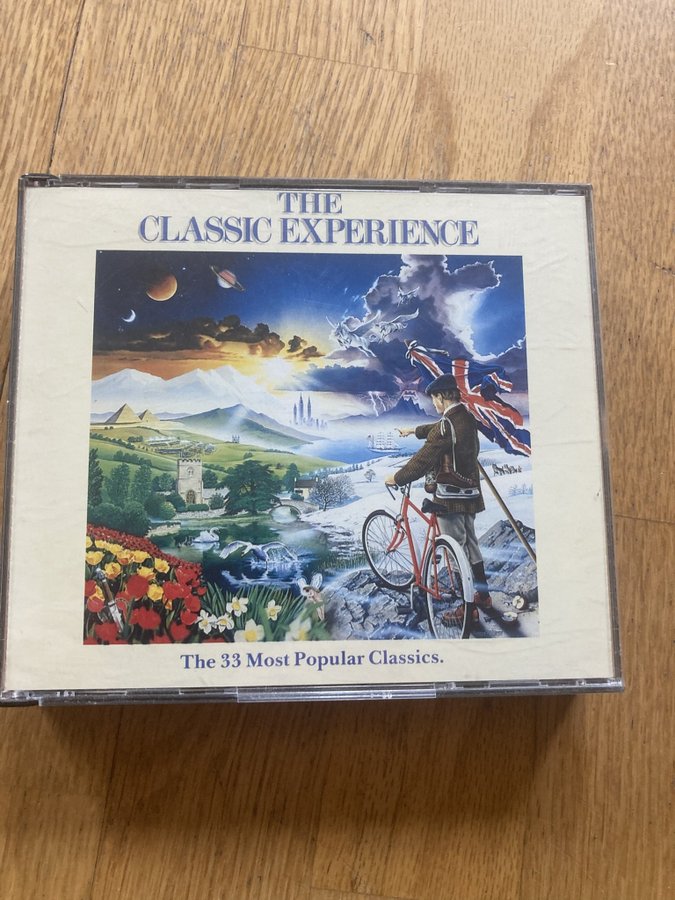 THE
CLASSIC EXPERIENCE
The 33 Most Popular Classics.